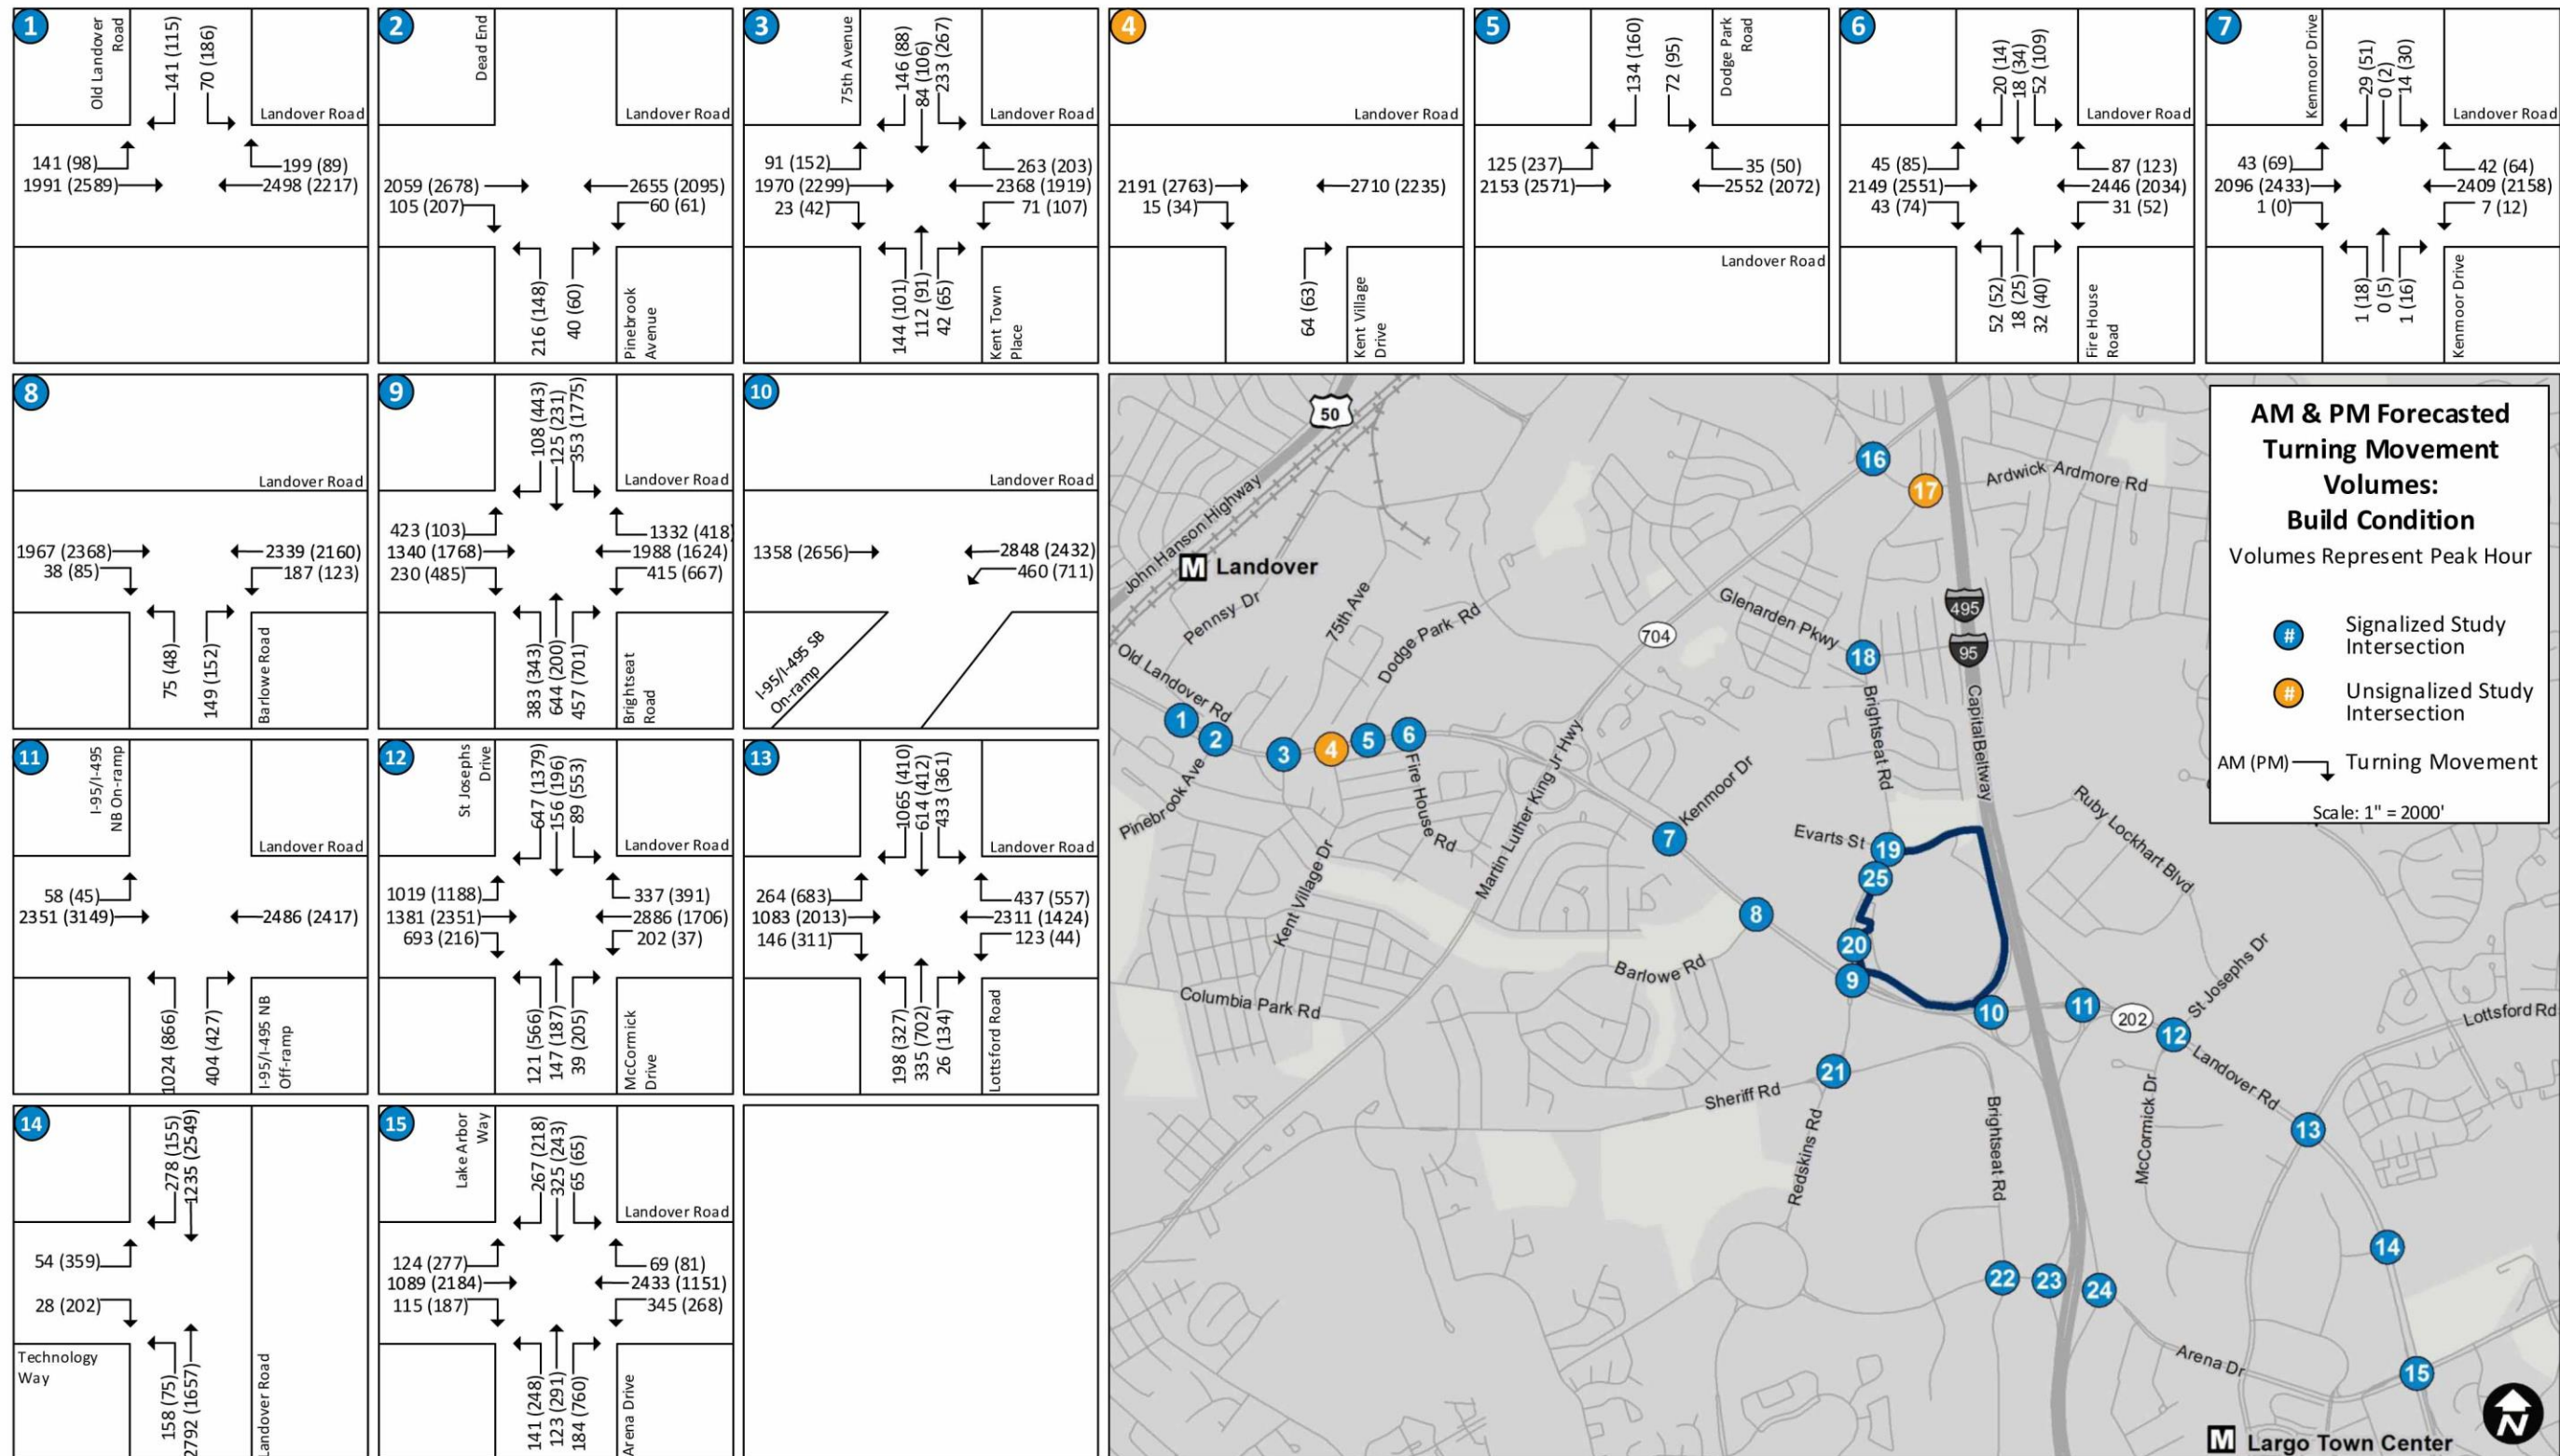 1
Old Landover
Road
141 (115)
70 (186)
Landover Road
141 (98)
1991 (2589)
199 (89)
2498 (2217)
2
Dead End
Landover Road
2059 (2678)
105 (207)
2655 (2095)
60 (61)
216 (148)
40 (60)
Pinebrook
Avenue
3
75th Avenue
146 (88)
84 (106)
233 (267)
Landover Road
91 (152)
1970 (2299)
23 (42)
263 (203)
2368 (1919)
71 (107)
144 (101)
112 (91)
42 (65)
Kent Town
Place
4
Landover Road
2191 (2763)
15 (34)
2710 (2235)
64 (63)
Kent Village
Drive
5
134 (160)
72 (95)
Dodge Park
Road
125 (237)
2153 (2571)
35 (50)
2552 (2072)
Landover Road
6
20 (14)
18 (34)
52 (109)
Landover Road
45 (85)
2149 (2551)
43 (74)
87 (123)
2446 (2034)
31 (52)
52 (52)
18 (25)
32 (40)
Fire House
Road
7
Kenmoor Drive
29 (51)
0 (2)
14 (30)
Landover Road
43 (69)
2096 (2433)
1 (0)
42 (64)
2409 (2158)
7 (12)
1 (18)
0 (5)
1 (16)
Kenmoor Drive
8
Landover Road
1967 (2368)
38 (85)
2339 (2160)
187 (123)
75 (48)
149 (152)
Barlowe Road
9
108 (443)
125 (231)
353 (1775)
Landover Road
423 (103)
1340 (1768)
230 (485)
1332 (418)
1988 (1624)
415 (667)
383 (343)
644 (200)
457 (701)
Brightseat
Road
10
Landover Road
1358 (2656)
2848 (2432)
460 (711)
I-95/I-495 SB
On-ramp
11
I-95/I-495
NB On-ramp
Landover Road
58 (45)
2351 (3149)
2486 (2417)
1024 (866)
404 (427)
I-95/I-495 NB
Off-ramp
12
St Josephs
Drive
647 (1379)
156 (196)
89 (553)
Landover Road
1019 (1188)
1381 (2351)
693 (216)
337 (391)
2886 (1706)
202 (37)
121 (566)
147 (187)
39 (205)
McCormick
Drive
13
1065 (410)
614 (412)
433 (361)
Landover Road
264 (683)
1083 (2013)
146 (311)
437 (557)
2311 (1424)
123 (44)
198 (327)
335 (702)
26 (134)
Lottsford Road
14
278 (155)
1235 (2549)
54 (359)
28 (202)
Technology
Way
158 (75)
2792 (1657)
Landover Road
15
Lake Arbor
Way
267 (218)
325 (243)
65 (65)
Landover Road
124 (277)
1089 (2184)
115 (187)
69 (81)
2433 (1151)
345 (268)
141 (248)
123 (291)
184 (760)
Arena Drive
50
John Hanson Highway
M Landover
Pennsy Dr
Old Landover Rd
75th Ave
Dodge Park Rd
704
Glenarden Pkwy
16
17
Ardwick Ardmore Rd
495
95
18
Brightseat Rd
Capital Beltway
1
2
3
4
5
6
Pinebrook Ave
Kent Village Dr
Fire House Rd
Martin Luther King Jr Hwy
Kenmoor Dr
7
8
Evarts St
19
25
20
9
10
Barlowe Rd
Columbia Park Rd
Ruby Lockhart Blvd
11
202
12
St Josephs Dr
Lottsford Rd
Landover Rd
McCormick Dr
13
21
Sheriff Rd
Redskins Rd
Brightseat Rd
22
23
24
14
Arena Dr
15
M Largo Town Center
N
AM & PM Forecasted
Turning Movement
Volumes:
Build Condition
Volumes Represent Peak Hour
# Signalized Study
Intersection
# Unsignalized Study
Intersection
AM (PM) Turning Movement
Scale: 1" = 2000'